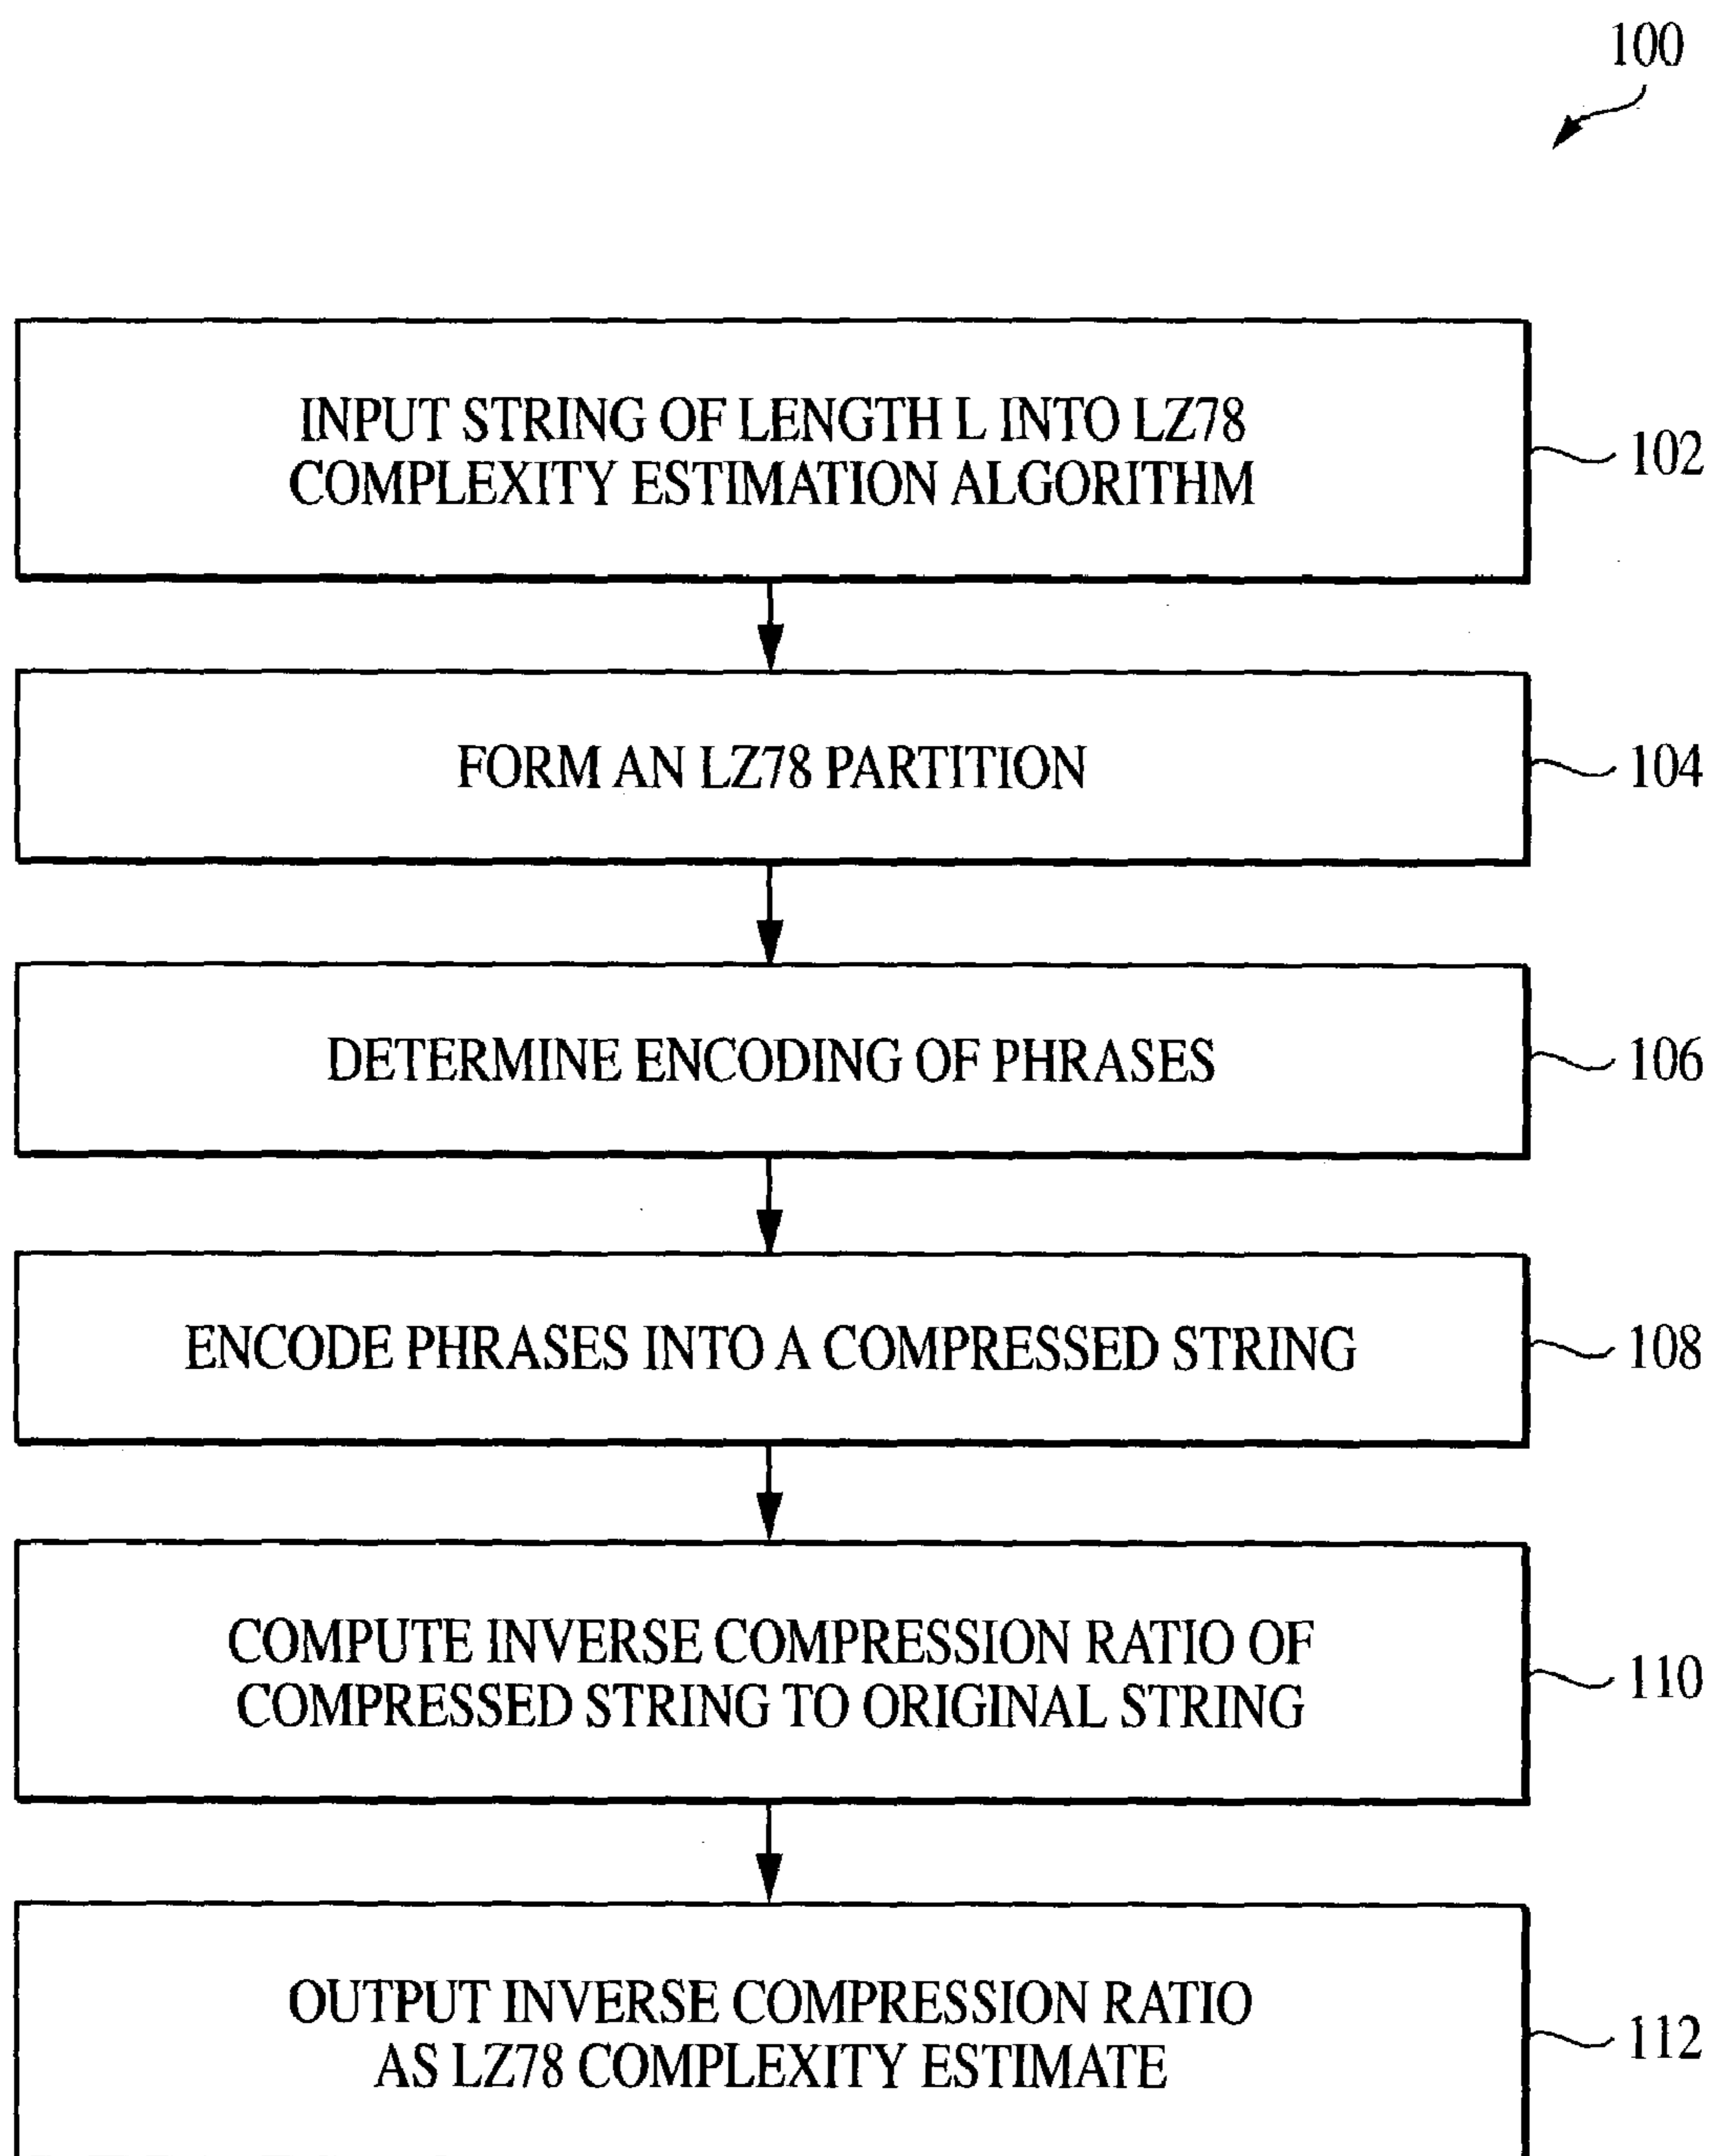 100
INPUT STRING OF LENGTH L INTO LZ78
COMPLEXITY ESTIMATION ALGORITHM
102
FORM AN LZ78 PARTITION
104
DETERMINE ENCODING OF PHRASES
106
ENCODE PHRASES INTO A COMPRESSED STRING
108
COMPUTE INVERSE COMPRESSION RATIO OF
COMPRESSED STRING TO ORIGINAL STRING
110
OUTPUT INVERSE COMPRESSION RATIO
AS LZ78 COMPLEXITY ESTIMATE
112